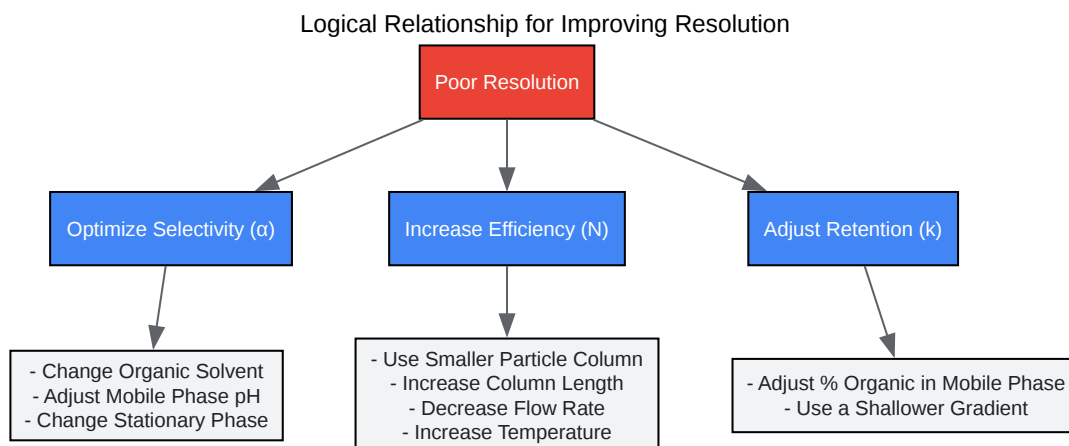 Logical Relationship for Improving Resolution
Poor Resolution
Optimize Selectivity (α)
Increase Efficiency (N)
Adjust Retention (k)
- Change Organic Solvent
- Adjust Mobile Phase pH
- Change Stationary Phase
- Use Smaller Particle Column
- Increase Column Length
- Decrease Flow Rate
- Increase Temperature
- Adjust % Organic in Mobile Phase
- Use a Shallower Gradient